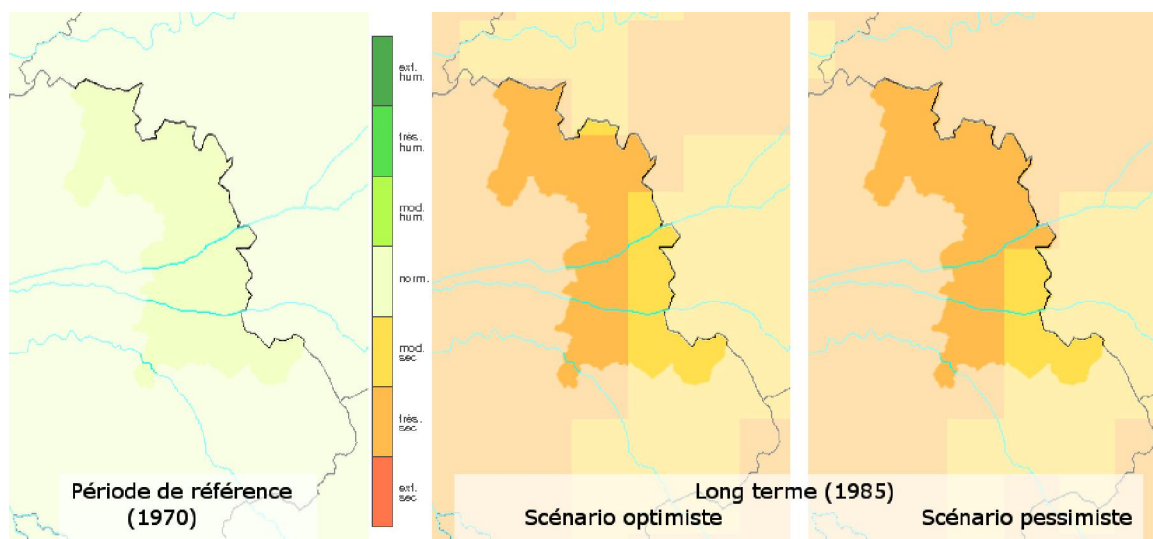 ext.
hum.
très.
hum.
mod.
hum.
norm.
mod.
sec
très.
sec
ext.
sec
Période de référence
(1970)
Long terme (1985)
Scénario optimiste
Scénario pessimiste